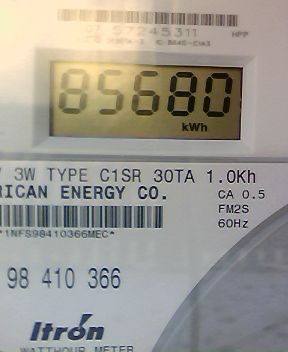 57245311 HPP
85680
kWh
3W TYPE C1SR 30TA 1.0Kh
RICAN ENERGY CO. CA 0.5
FM2S
60Hz
*1NFS98410366MEC*
98 410 366
Itron
WATTHOUR METER